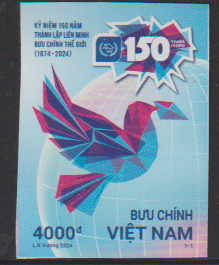 KỶ NIỆM 150 NĂM
THÀNH LẬP LIÊN MINH
BƯU CHÍNH THẾ GIỚI
(1874-2024)
150
YEARS
4000đ
BƯU CHÍNH
VIỆT NAM
L.K.Vương 2024
1-1